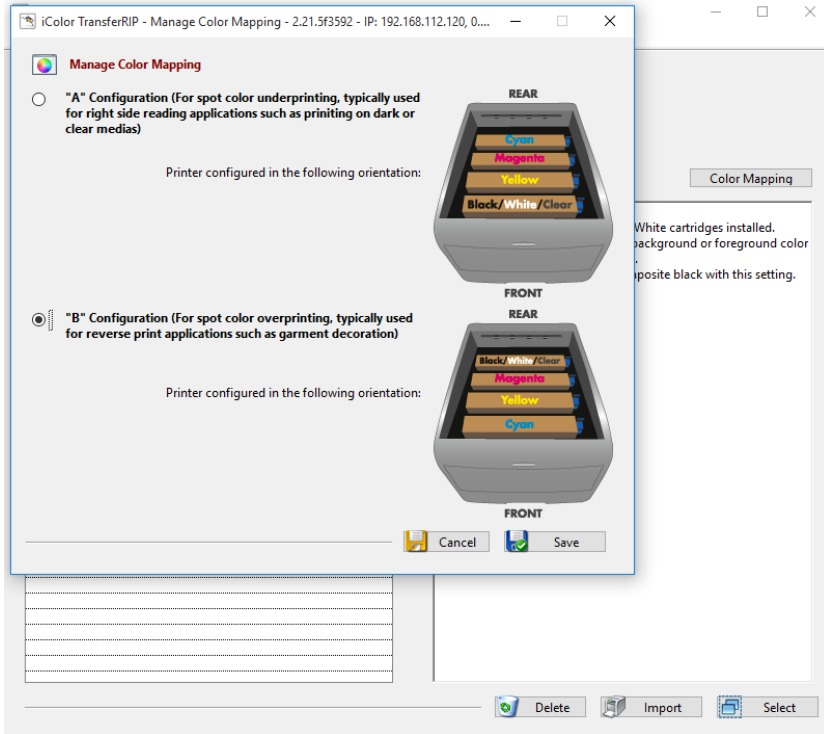 iColor TransferRIP - Manage Color Mapping - 2.21.5f3592 - IP: 192.168.112.120, 0....
Manage Color Mapping
"A" Configuration (For spot color underprinting, typically used
for right side reading applications such as priniting on dark or
clear medias)
Printer configured in the following orientation:
REAR
Cyan
Magenta
Yellow
Black/White/Clear
FRONT
"B" Configuration (For spot color overprinting, typically used
for reverse print applications such as garment decoration)
Printer configured in the following orientation:
REAR
Black/White/Clear
Magenta
Yellow
Cyan
FRONT
Cancel
Save
Color Mapping
White cartridges installed.
background or foreground color
.
posite black with this setting.
Delete
Import
Select